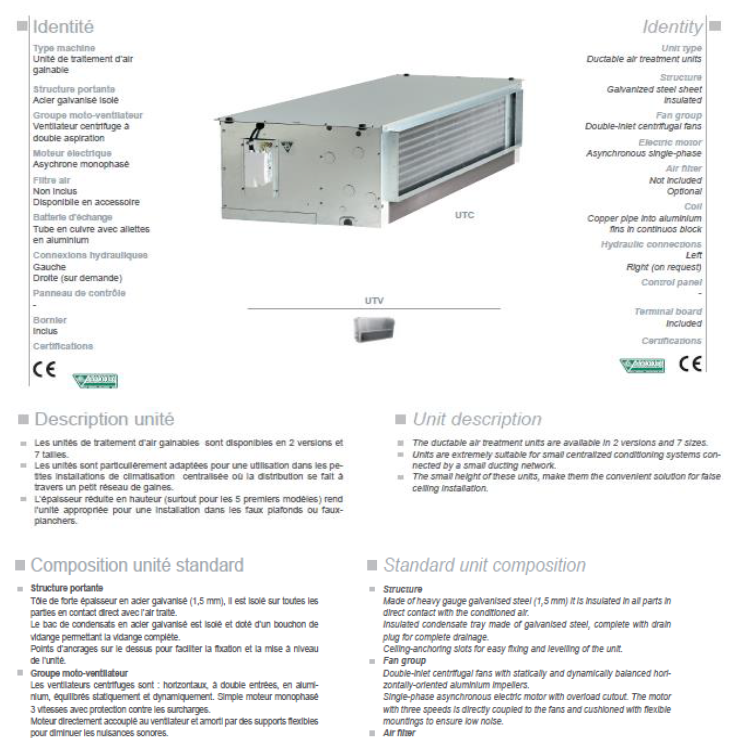 Identité
Type machine
Unité de traitement d'air
gainable
Structure portante
Acier galvanisé isolé
Groupe moto-ventilateur
Ventilateur centrifuge à
double aspiration
Moteur électrique
Asychrone monophasé
Filtre air
Non inclus
Disponibile en accessoire
Batterie d'échange
Tube en cuivre avec ailettes
en aluminium
Connexions hydrauliques
Gauche
Droite (sur demande)
Panneau de contrôle
-
Bornier
Inclus
Certifications
CE
UTC
UTV
Identity
Unit type
Ductable air treatment units
Structure
Galvanized steel sheet
Insulated
Fan group
Double-inlet centrifugal fans
Electric motor
Asynchronous single-phase
Air filter
Not included
Optional
Coil
Copper pipe into aluminium
fins in continuos block
Hydraulic connections
Left
Right (on request)
Control panel
-
Terminal board
Included
Certifications
CE
Description unité
Les unités de traitement d'air gainables sont disponibles en 2 versions et
7 tailles.
Les unités sont particulièrement adaptées pour une utilisation dans les pe-
tites installations de climatisation centralisée où la distribution se fait à
travers un petit réseau de gaines.
L'épaisseur réduite en hauteur (surtout pour les 5 premiers modèles) rend
l'unité appropriée pour une installation dans les faux plafonds ou faux-
planchers.
Unit description
The ductable air treatment units are available in 2 versions and 7 sizes.
Units are extremely suitable for small centralized conditioning systems con-
nected by a small ducting network.
The small height of these units, make them the convenient solution for false
ceiling installation.
Composition unité standard
Structure portante
Tôle de forte épaisseur en acier galvanisé (1,5 mm), il est isolé sur toutes les
parties en contact direct avec l'air traité.
Le bac de condensats en acier galvanisé est isolé et doté d'un bouchon de
vidange permettant la vidange complète.
Points d'ancrages sur le dessus pour faciliter la fixation et la mise à niveau
de l'unité.
Groupe moto-ventilateur
Les ventilateurs centrifuges sont : horizontaux, à double entrées, en alumi-
nium, équilibrés statiquement et dynamiquement. Simple moteur monophasé
3 vitesses avec protection contre les surcharges.
Moteur directement accouplé au ventilateur et amorti par des supports flexibles
pour diminuer les nuisances sonores.
Standard unit composition
Structure
Made of heavy gauge galvanised steel (1,5 mm) it is insulated in all parts in
direct contact with the conditioned air.
Insulated condensate tray made of galvanised steel, complete with drain
plug for complete drainage.
Ceiling-anchoring slots for easy fixing and levelling of the unit.
Fan group
Double-inlet centrifugal fans with statically and dynamically balanced hori-
zontally-oriented aluminium impellers.
Single-phase asynchronous electric motor with overload cutout. The motor
with three speeds is directly coupled to the fans and cushioned with flexible
mountings to ensure low noise.
Air filter